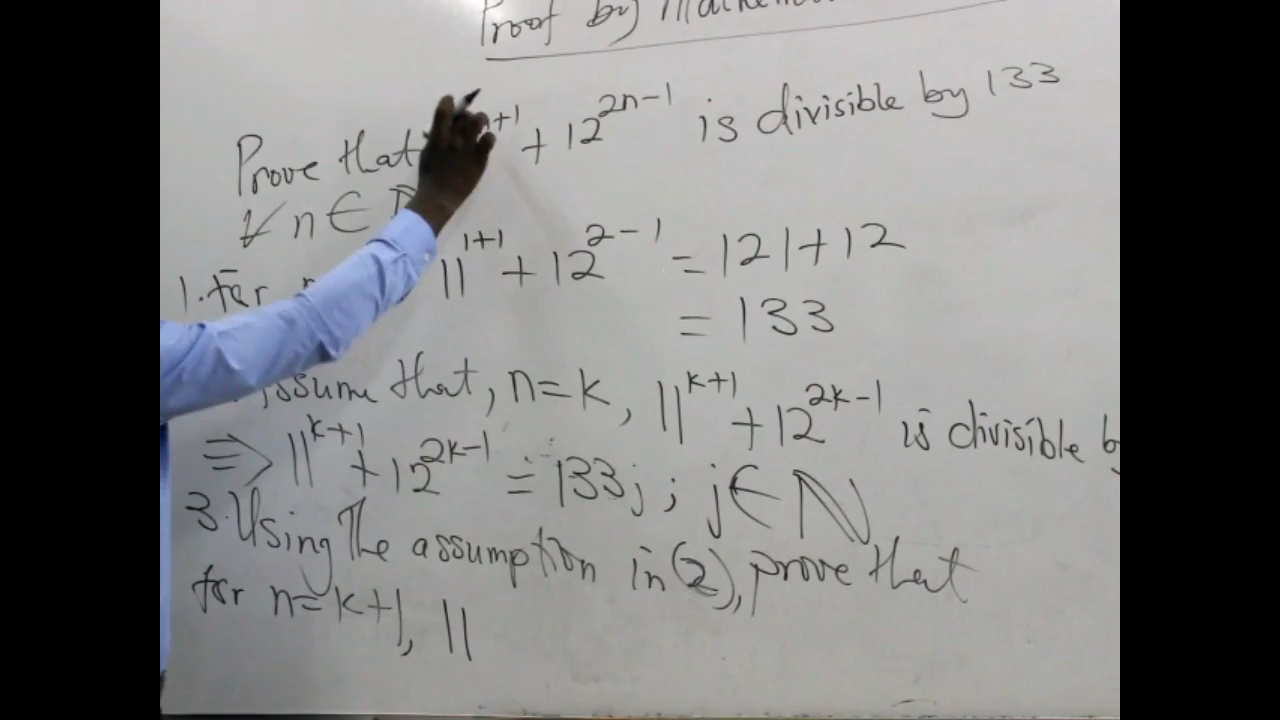 Proof by Mathem
Prove that n+1 + 12^{2n-1} is divisible by 133
∀ n ∈ ℕ
1. For 11^{1+1} + 12^{2-1} = 121 + 12
= 133
Assume that, n=k, 11^{k+1} + 12^{2k-1} is divisible b
⇒ 11^{k+1} + 12^{2k-1} = 133j ; j ∈ ℕ
3. Using The assumption in (2), prove that
for n=k+1, 11